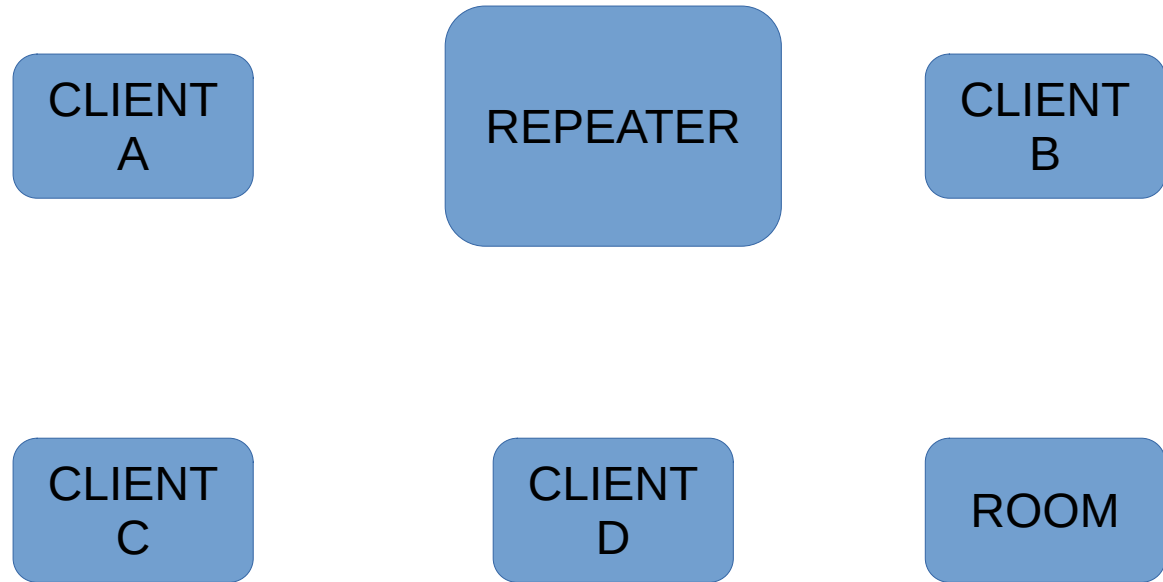 CLIENT
A
REPEATER
CLIENT
B
CLIENT
C
CLIENT
D
ROOM